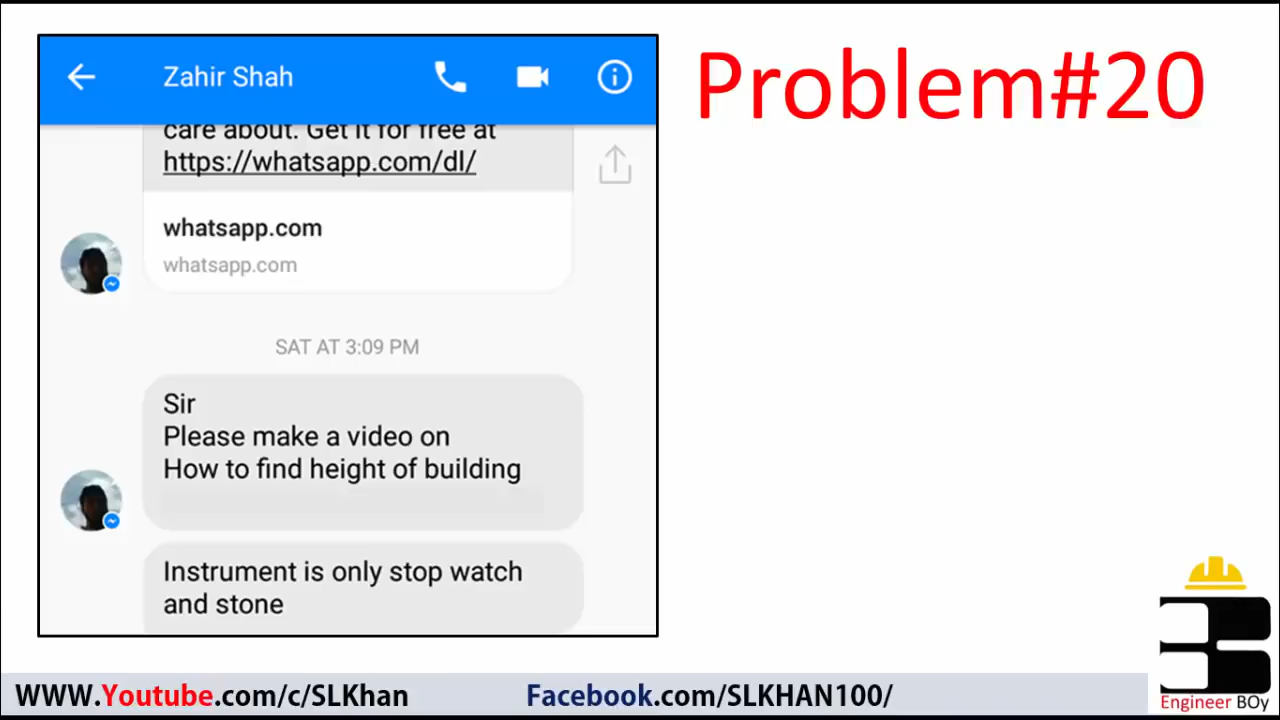 Zahir Shah
Problem#20
care about. Get it for free at
https://whatsapp.com/dl/
whatsapp.com
whatsapp.com
SAT AT 3:09 PM
Sir
Please make a video on
How to find height of building
Instrument is only stop watch
and stone
WWW.Youtube.com/c/SLKhan
Facebook.com/SLKHAN100/
Engineer BOy